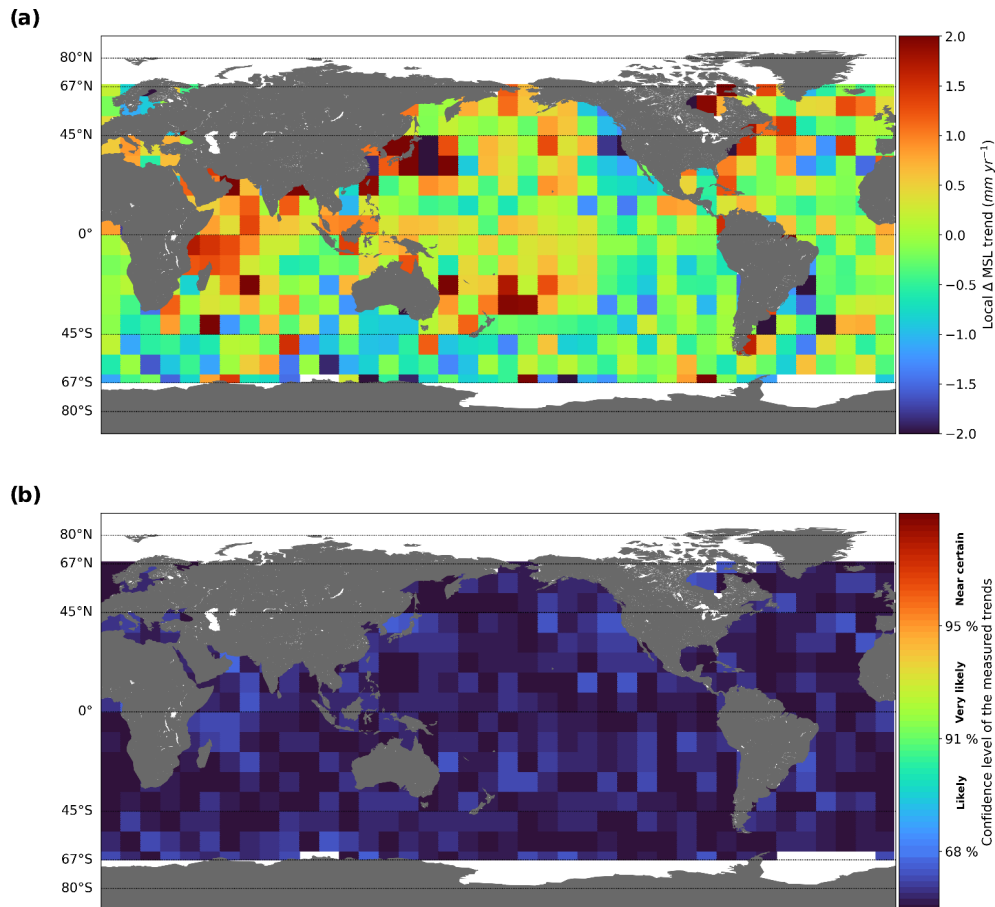 (a)
80°N
67°N
45°N
0°
45°S
67°S
80°S
2.0
1.5
1.0
0.5
0.0
−0.5
−1.0
−1.5
−2.0
Local Δ MSL trend (mm yr⁻¹)
(b)
80°N
67°N
45°N
0°
45°S
67°S
80°S
95 %
91 %
68 %
Near certain
Very likely
Likely
Confidence level of the measured trends